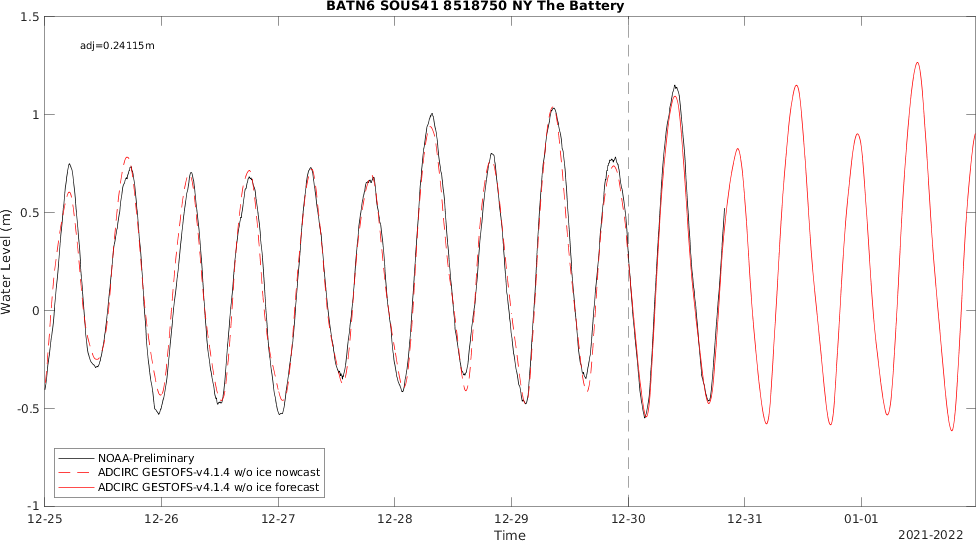 BATN6 SOUS41 8518750 NY The Battery
adj=0.24115m
1.5
1
0.5
0
-0.5
-1
Water Level (m)
NOAA-Preliminary
ADCIRC GESTOFS-v4.1.4 w/o ice nowcast
ADCIRC GESTOFS-v4.1.4 w/o ice forecast
12-25 12-26 12-27 12-28 12-29 12-30 12-31 01-01
Time
2021-2022